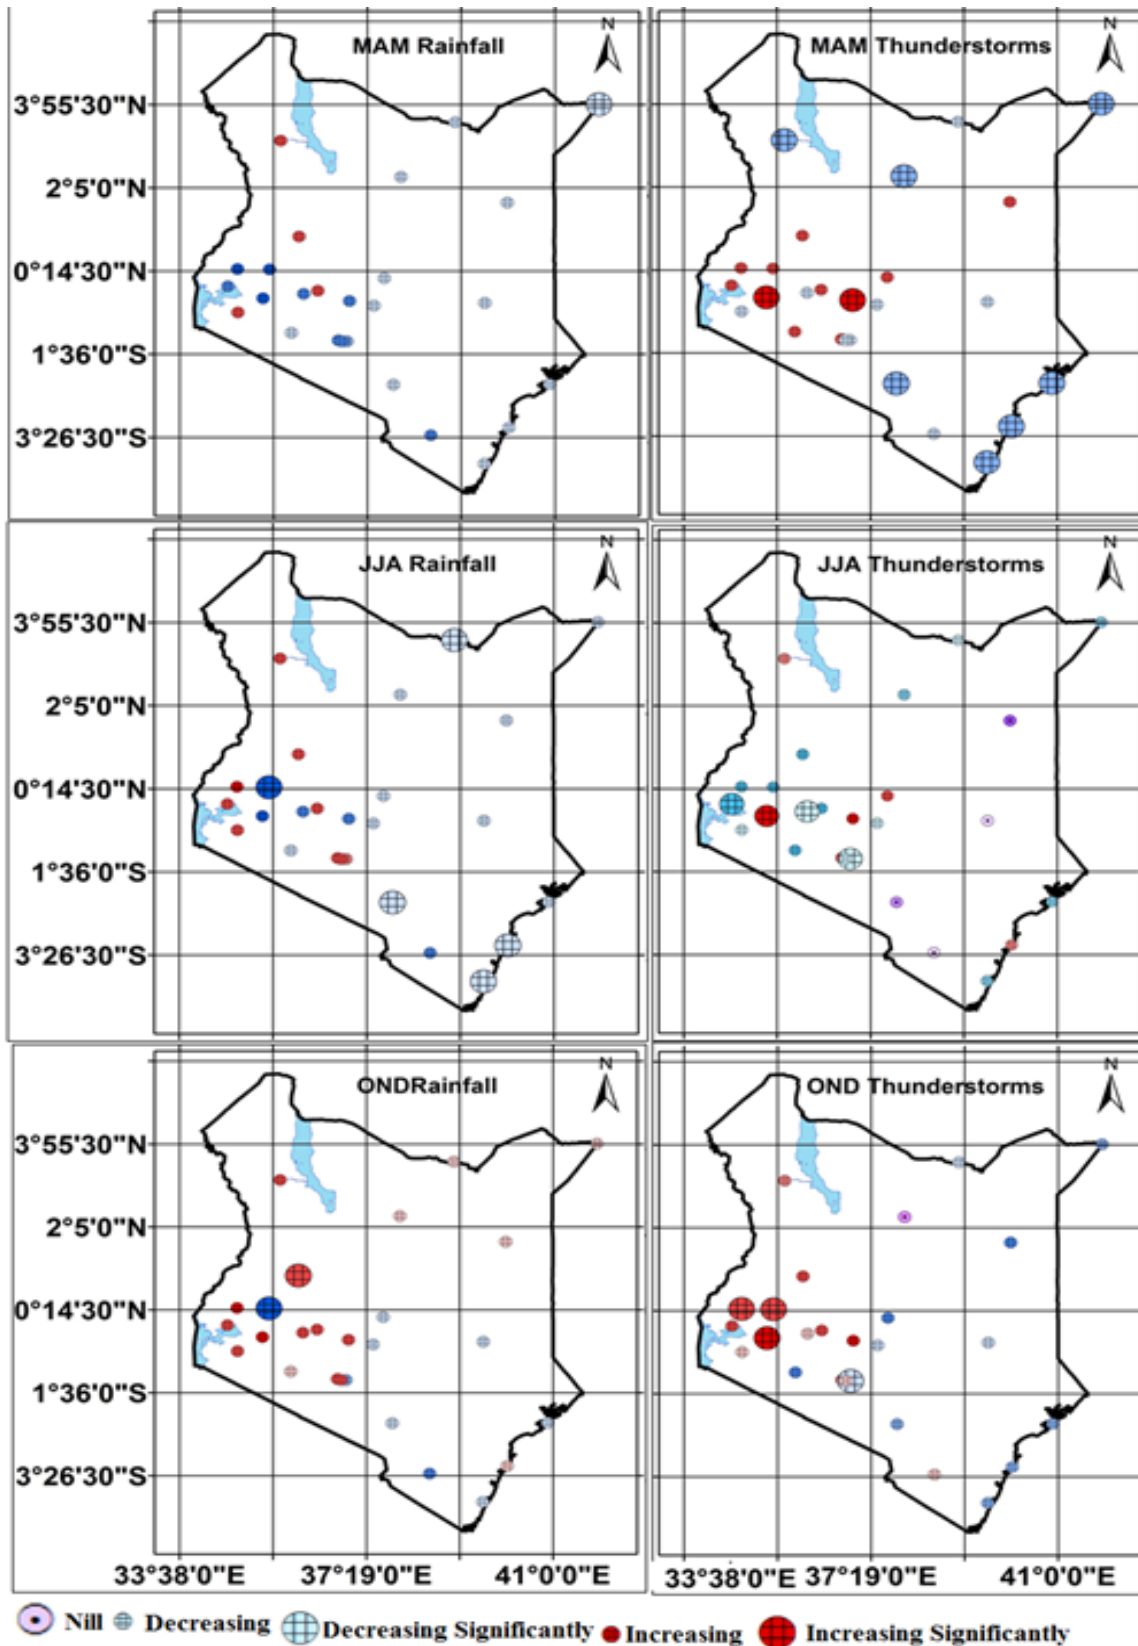 MAM Rainfall
N
MAM Thunderstorms
N
3°55'30"N
2°5'0"N
0°14'30"N
1°36'0"S
3°26'30"S
JJA Rainfall
N
JJA Thunderstorms
N
3°55'30"N
2°5'0"N
0°14'30"N
1°36'0"S
3°26'30"S
ONDRainfall
N
OND Thunderstorms
N
3°55'30"N
2°5'0"N
0°14'30"N
1°36'0"S
3°26'30"S
33°38'0"E 37°19'0"E 41°0'0"E
33°38'0"E 37°19'0"E 41°0'0"E
Nill Decreasing Decreasing Significantly Increasing Increasing Significantly